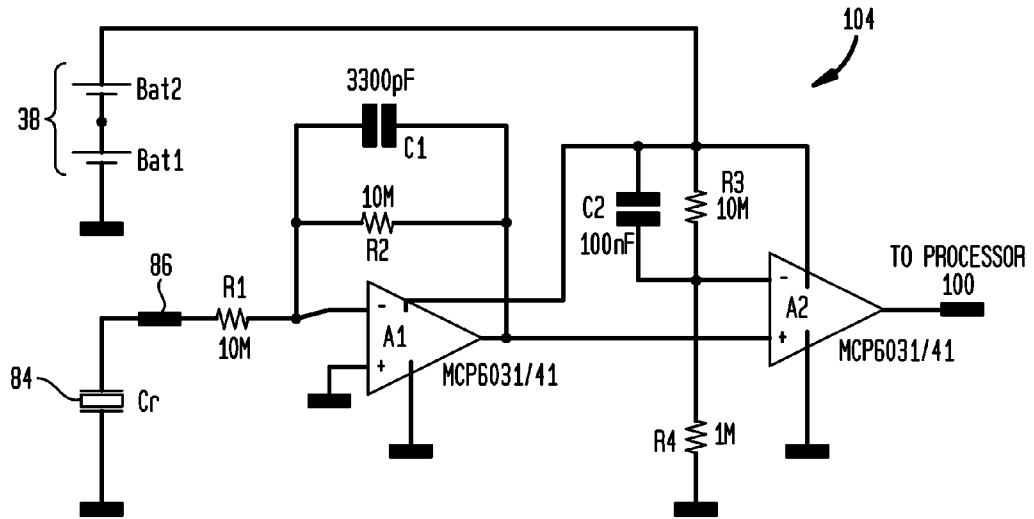 104
38
Bat2
Bat1
3300pF
C1
10M
R2
C2
100nF
R3
10M
TO PROCESSOR
100
86
R1
10M
-
A1
+
MCP6031/41
-
A2
+
MCP6031/41
84
Cr
R4
1M